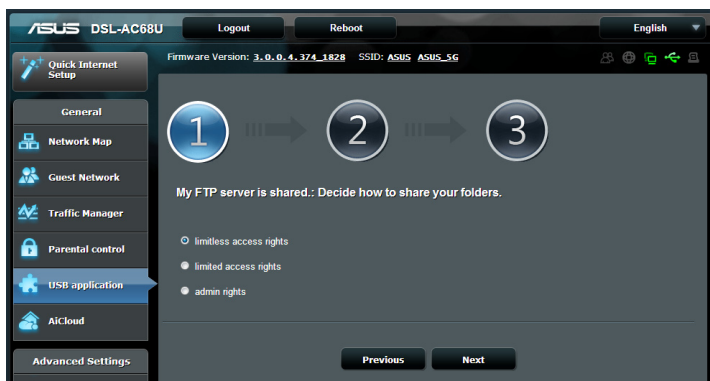 ASUS DSL-AC68U Logout Reboot English
Quick Internet Setup
Firmware Version: 3.0.0.4.374_1828 SSID: ASUS ASUS_5G
General
Network Map
Guest Network
Traffic Manager
Parental control
USB application
AiCloud
Advanced Settings
1 2 3
My FTP server is shared.: Decide how to share your folders.
limitless access rights
limited access rights
admin rights
Previous Next